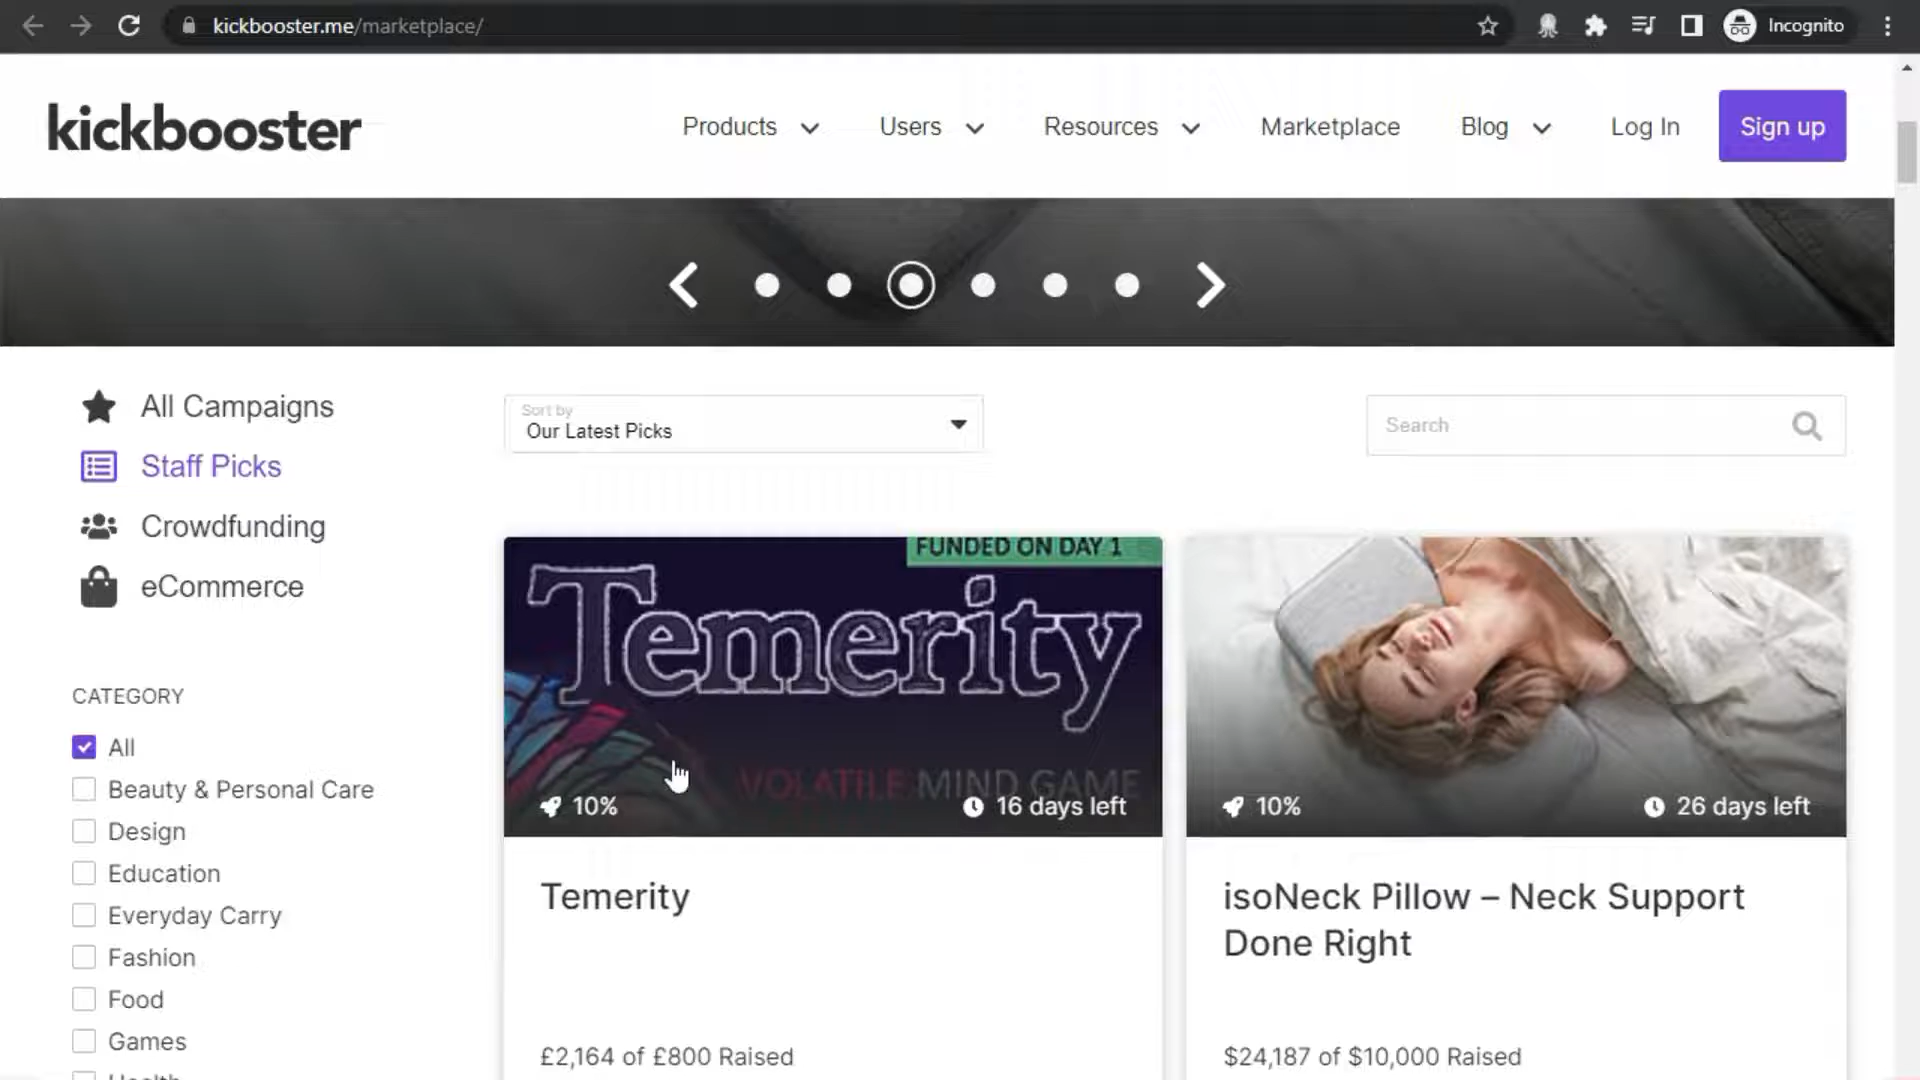 kickbooster.me/marketplace/
Incognito
kickbooster
Products
Users
Resources
Marketplace
Blog
Log In
Sign up
All Campaigns
Staff Picks
Crowdfunding
eCommerce
Sort by
Our Latest Picks
Search
CATEGORY
All
Beauty & Personal Care
Design
Education
Everyday Carry
Fashion
Food
Games
FUNDED ON DAY 1
Temerity
VOLATILE MIND GAME
10%
16 days left
Temerity
£2,164 of £800 Raised
10%
26 days left
isoNeck Pillow – Neck Support
Done Right
$24,187 of $10,000 Raised